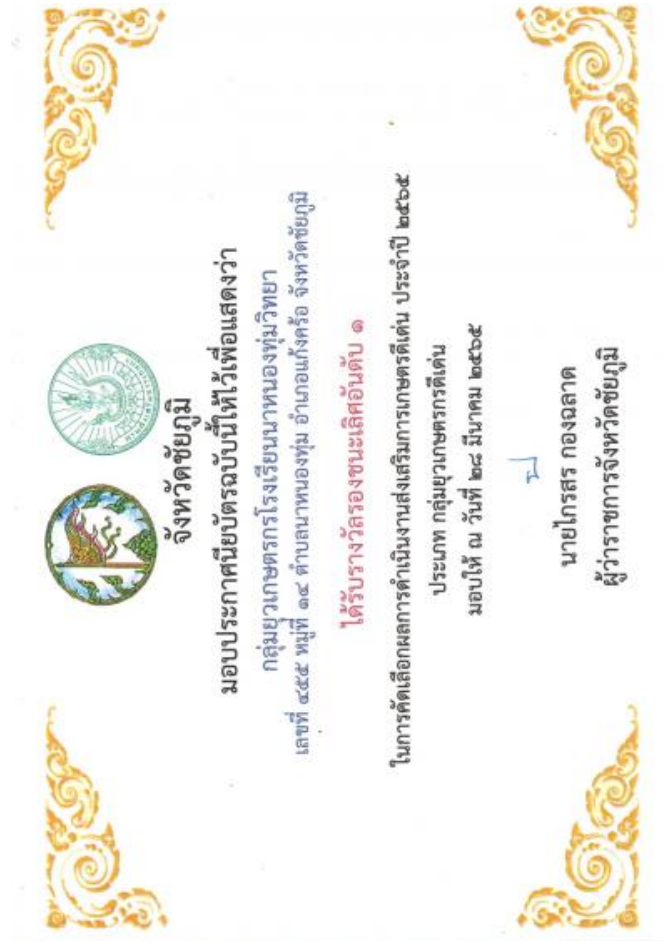 จังหวัดชัยภูมิ
มอบประกาศนียบัตรฉบับนี้ให้ไว้เพื่อแสดงว่า
กลุ่มยุวเกษตรกรโรงเรียนนาหนองทุ่มวิทยา
เลขที่ ๔๕๕ หมู่ที่ ๑๔ ตำบลนาหนองทุ่ม อำเภอแก้งคร้อ จังหวัดชัยภูมิ
ได้รับรางวัลรองชนะเลิศอันดับ ๑
ในการคัดเลือกผลการดำเนินงานส่งเสริมการเกษตรดีเด่น ประจำปี ๒๕๖๕
ประเภท กลุ่มยุวเกษตรกรดีเด่น
มอบให้ ณ วันที่ ๒๘ มีนาคม ๒๕๖๕
นายไกรสร กองฉลาด
ผู้ว่าราชการจังหวัดชัยภูมิ